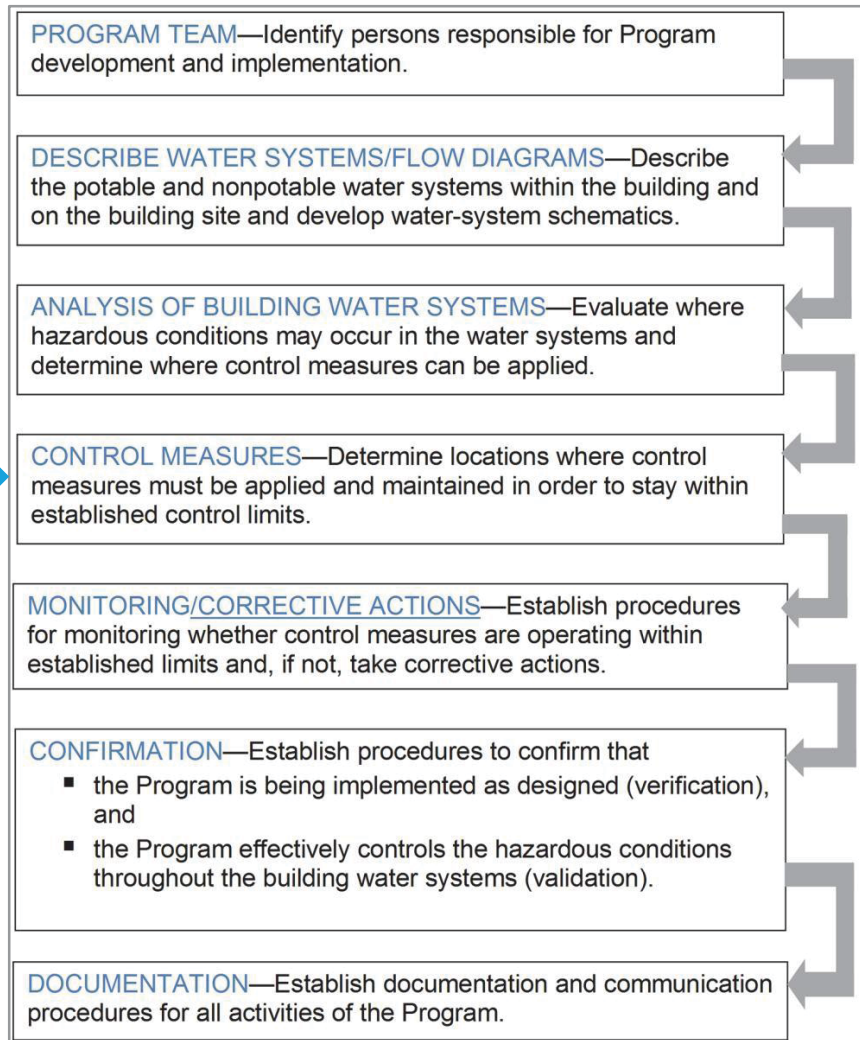 PROGRAM TEAM—Identify persons responsible for Program
development and implementation.
DESCRIBE WATER SYSTEMS/FLOW DIAGRAMS—Describe
the potable and nonpotable water systems within the building and
on the building site and develop water-system schematics.
ANALYSIS OF BUILDING WATER SYSTEMS—Evaluate where
hazardous conditions may occur in the water systems and
determine where control measures can be applied.
CONTROL MEASURES—Determine locations where control
measures must be applied and maintained in order to stay within
established control limits.
MONITORING/CORRECTIVE ACTIONS—Establish procedures
for monitoring whether control measures are operating within
established limits and, if not, take corrective actions.
CONFIRMATION—Establish procedures to confirm that
▪ the Program is being implemented as designed (verification),
and
▪ the Program effectively controls the hazardous conditions
throughout the building water systems (validation).
DOCUMENTATION—Establish documentation and communication
procedures for all activities of the Program.